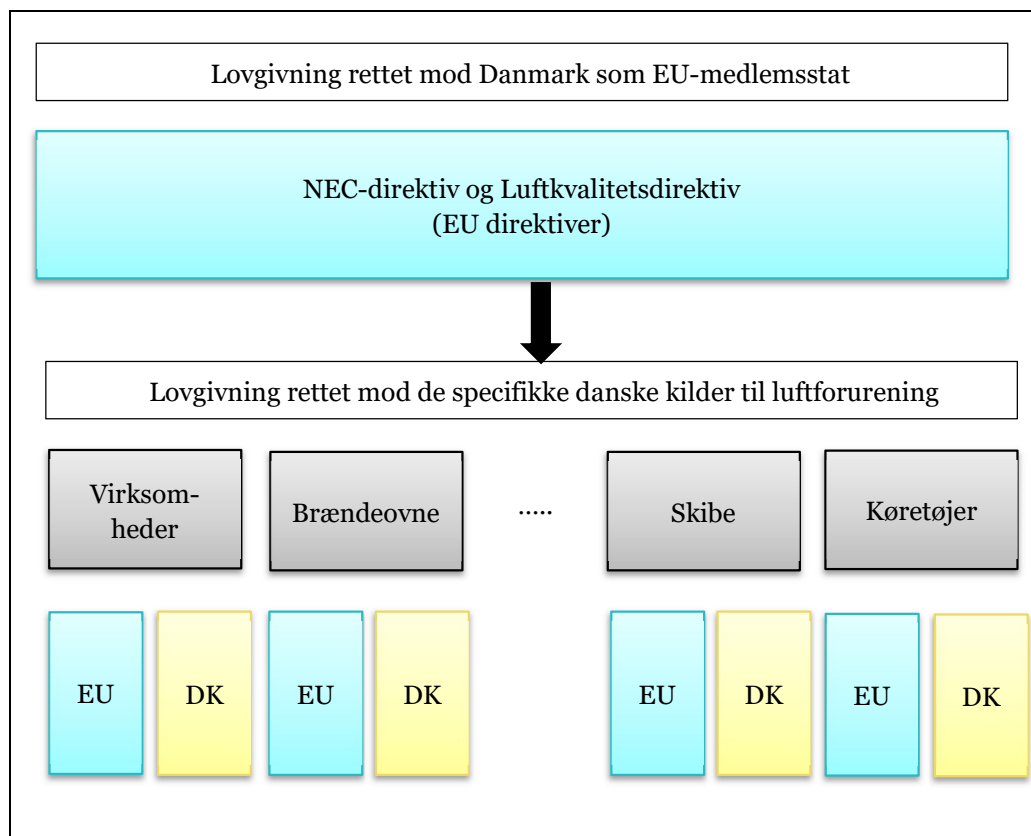 Lovgivning rettet mod Danmark som EU-medlemsstat
NEC-direktiv og Luftkvalitetsdirektiv
(EU direktiver)
Lovgivning rettet mod de specifikke danske kilder til luftforurening
Virksom-
heder
Brændeovne
.....
Skibe
Køretøjer
EU
DK
EU
DK
EU
DK
EU
DK